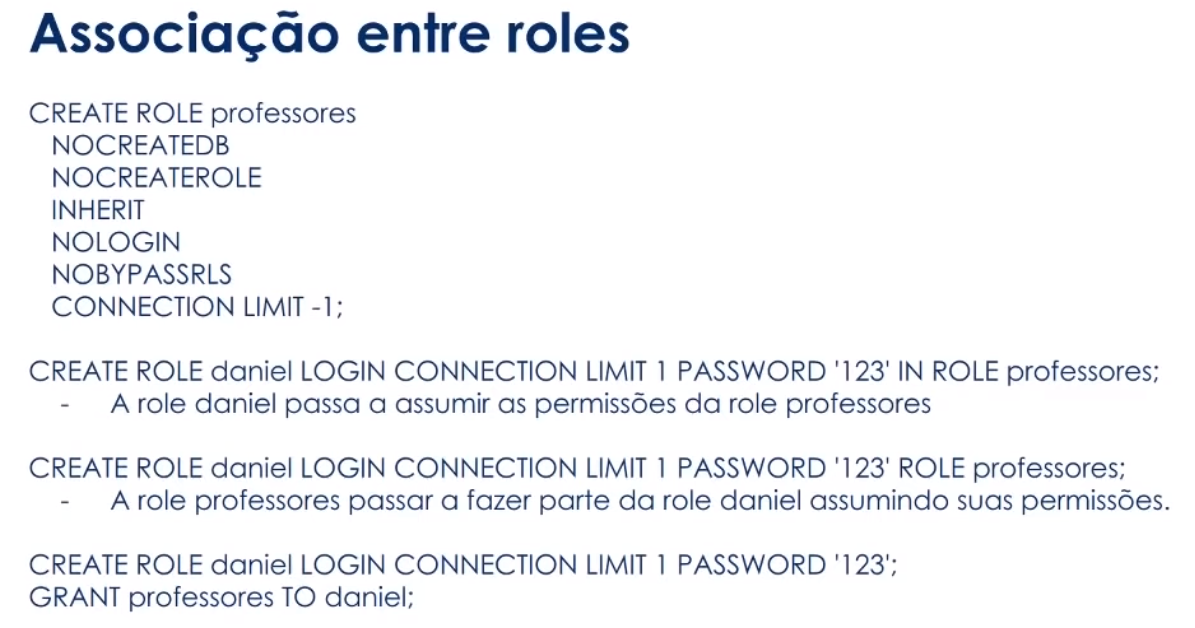 Associação entre roles
CREATE ROLE professores
NOCREATEDB
NOCREATEROLE
INHERIT
NOLOGIN
NOBYPASSRLS
CONNECTION LIMIT -1;
CREATE ROLE daniel LOGIN CONNECTION LIMIT 1 PASSWORD '123' IN ROLE professores;
- A role daniel passa a assumir as permissões da role professores
CREATE ROLE daniel LOGIN CONNECTION LIMIT 1 PASSWORD '123' ROLE professores;
- A role professores passar a fazer parte da role daniel assumindo suas permissões.
CREATE ROLE daniel LOGIN CONNECTION LIMIT 1 PASSWORD '123';
GRANT professores TO daniel;